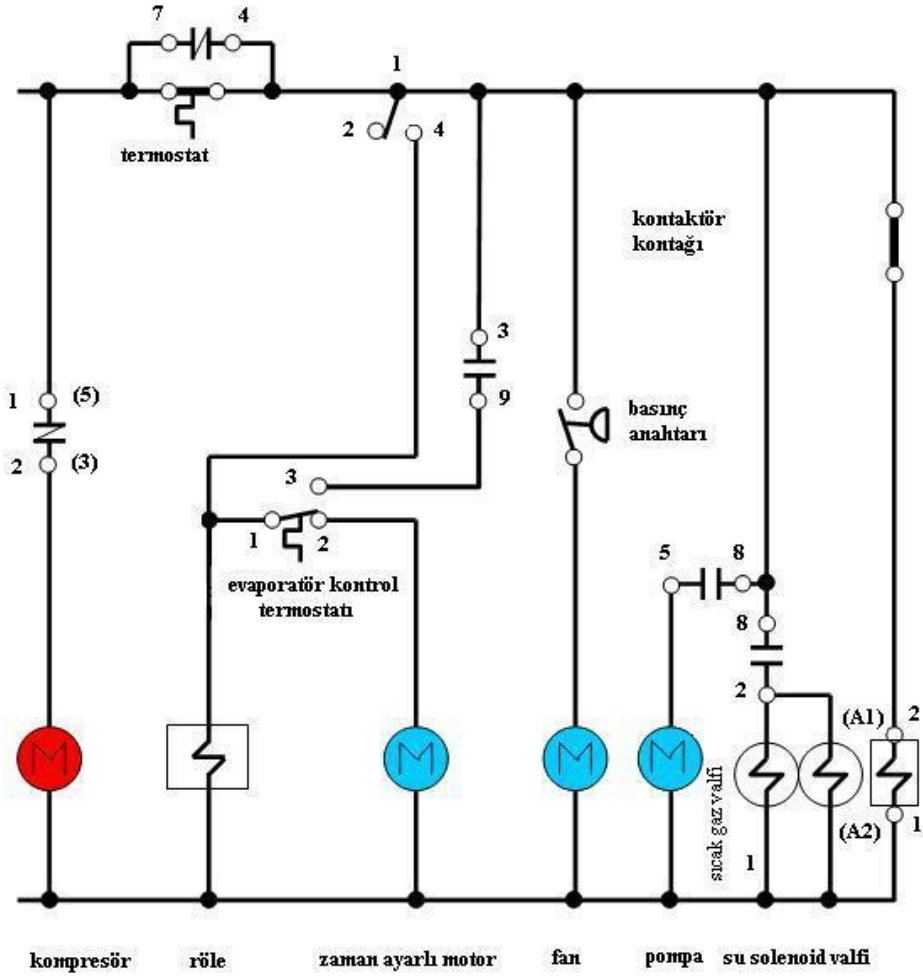 7 4
1
2 4
termostat
kontaktör
kontağı
3
1 (5)
9
basınç
anahtarı
2 (3)
3
1 2
5 8
evaporatör kontrol
termostatı
8
2
(A1) 2
sıcak gaz valfi
(A2) 1
1
kompresör röle zaman ayarlı motor fan pompa su solenoid valfi